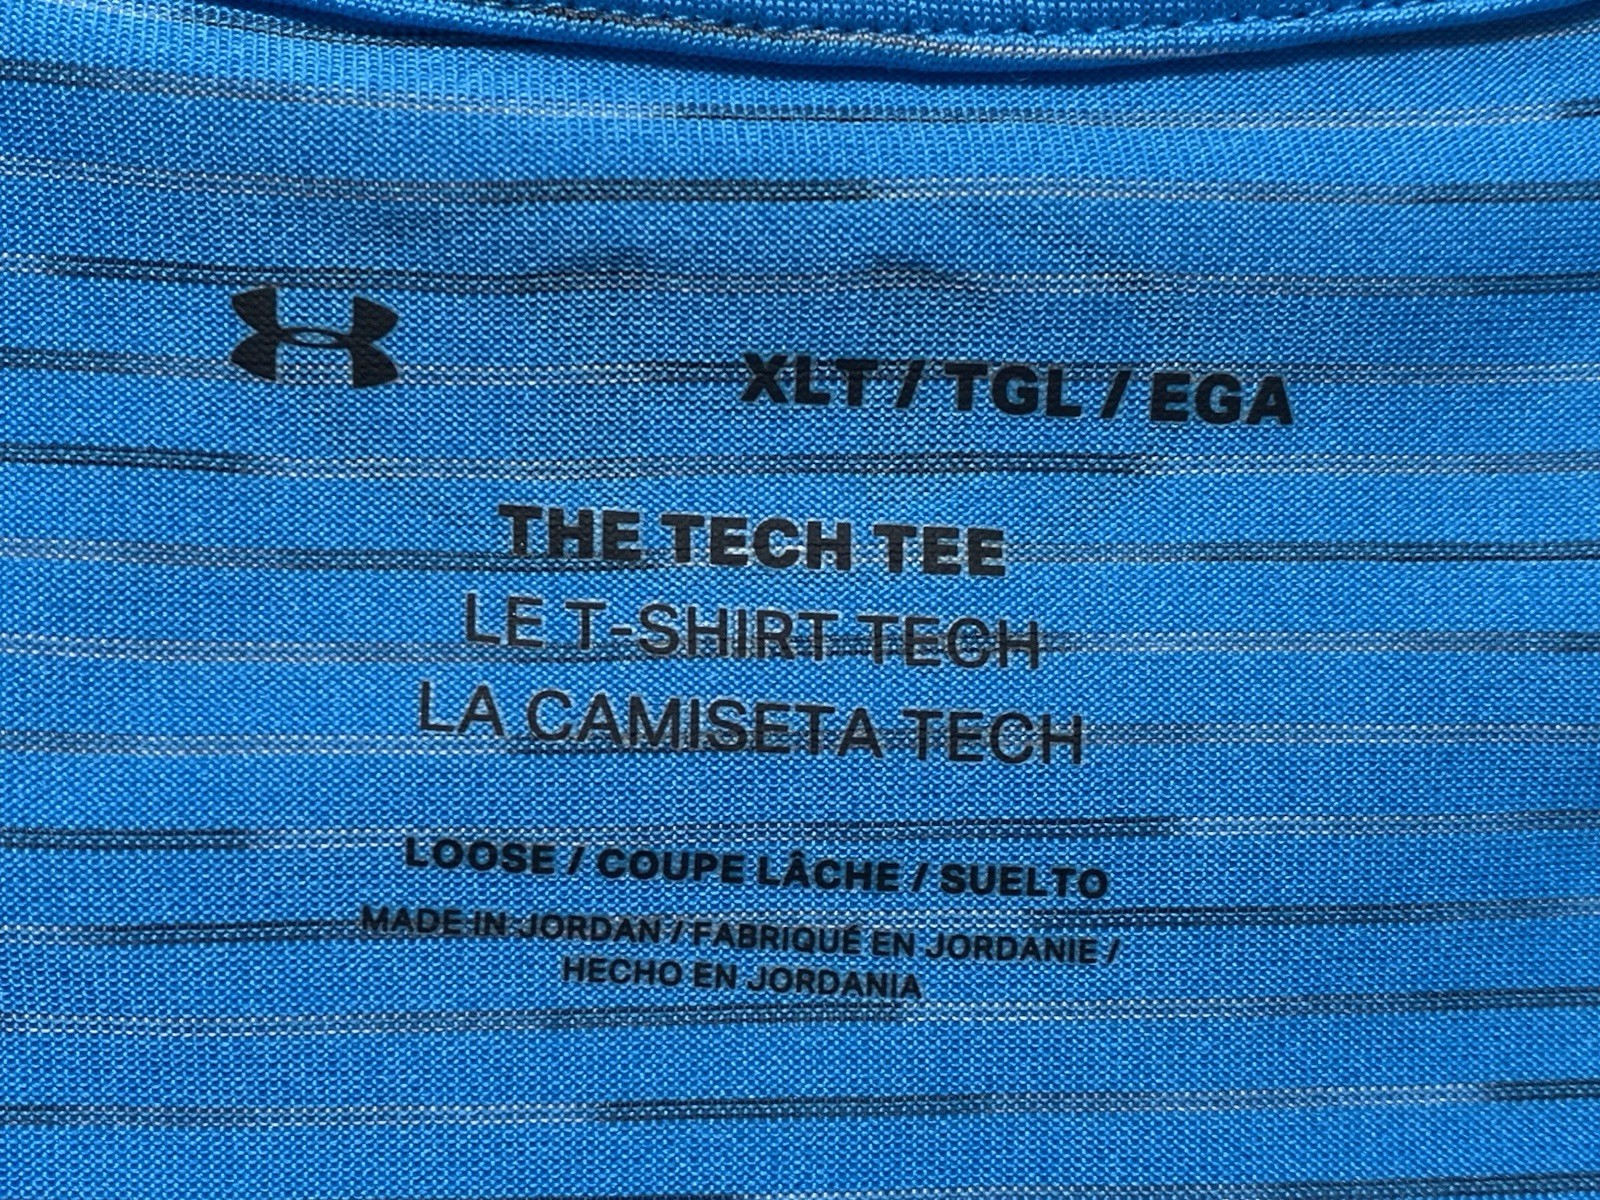 XLT / TGL / EGA
THE TECH TEE
LE T-SHIRT TECH
LA CAMISETA TECH
LOOSE / COUPE LÂCHE / SUELTO
MADE IN JORDAN / FABRIQUÉ EN JORDANIE /
HECHO EN JORDANIA